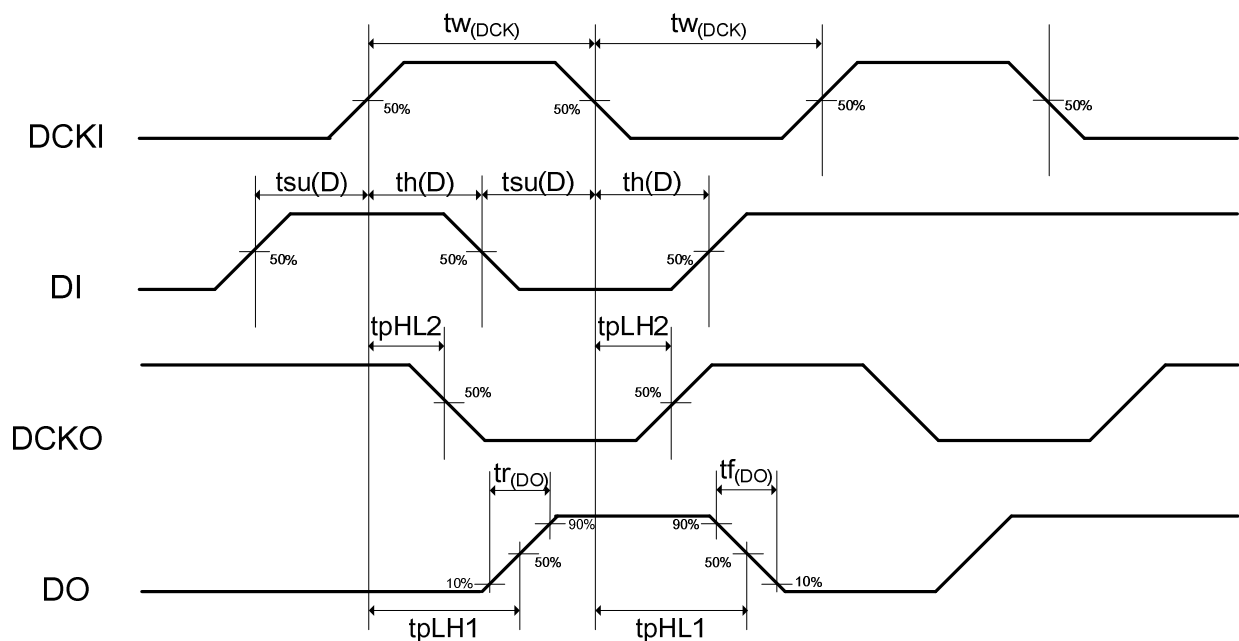 tw(DCK) tw(DCK)
50% 50% 50% 50%
DCKI
tsu(D) th(D) tsu(D) th(D)
50% 50% 50%
DI
tpHL2 tpLH2
50% 50%
DCKO
tr(DO) tf(DO)
90% 90%
50% 50%
10% 10%
DO
tpLH1 tpHL1